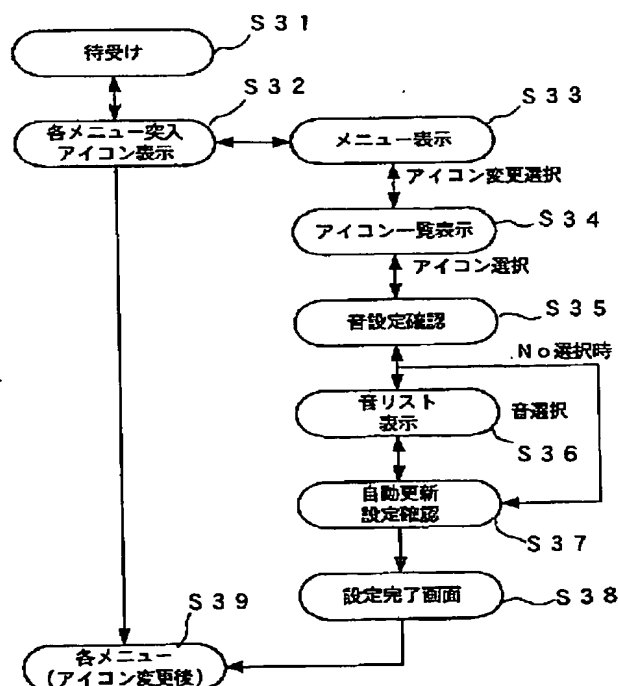 S31
待受け
S32
各メニュー突入
アイコン表示
S33
メニュー表示
アイコン変更選択
S34
アイコン一覧表示
アイコン選択
S35
音設定確認
No選択時
音リスト
表示
音選択
S36
自動更新
設定確認
S37
設定完了画面
S38
S39
各メニュー
(アイコン変更後)